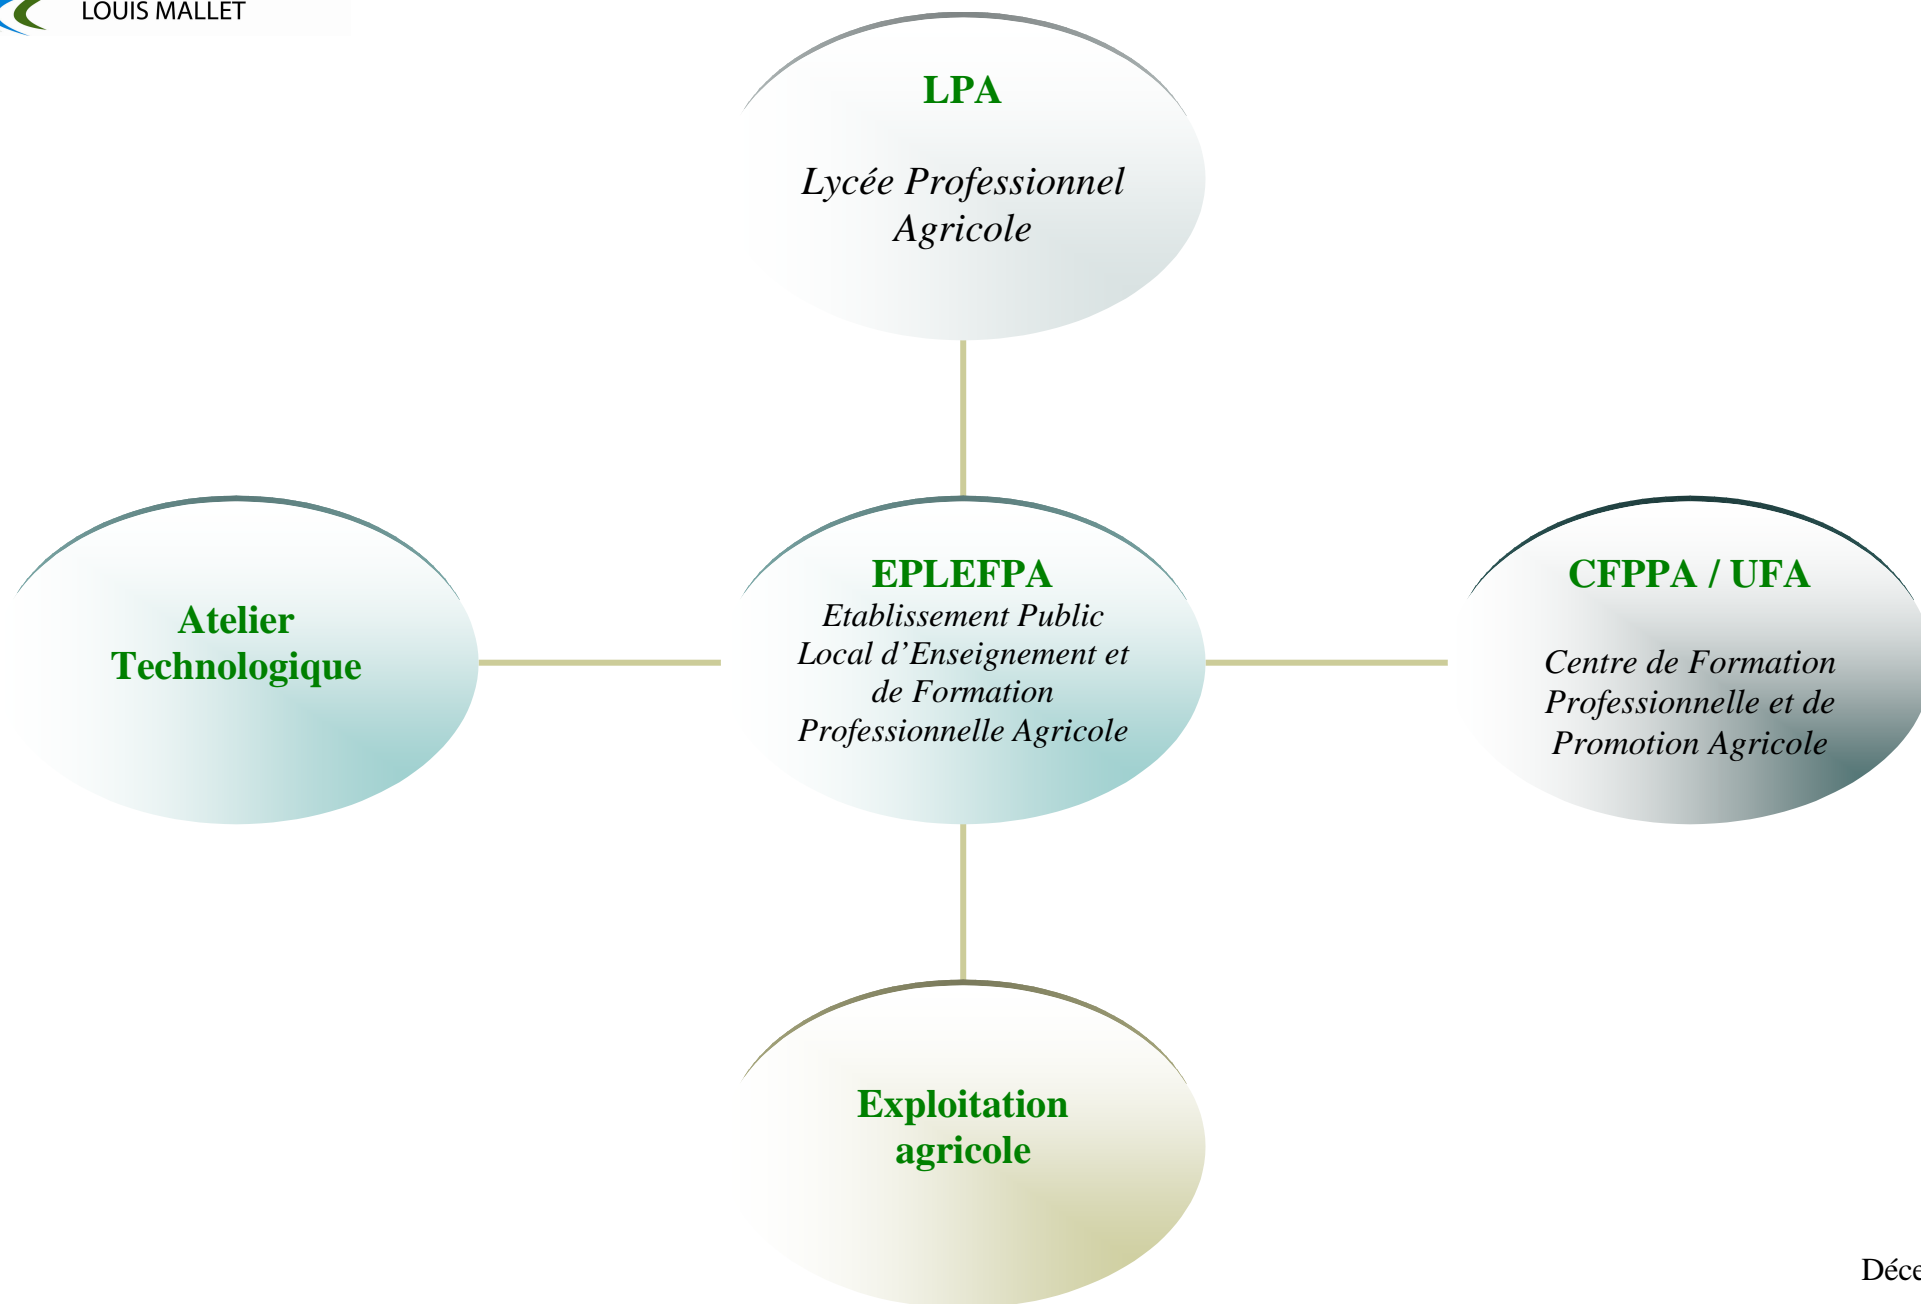 LOUIS MALLET
LPA
Lycée Professionnel
Agricole
Atelier
Technologique
EPLEFPA
Etablissement Public
Local d’Enseignement et
de Formation
Professionnelle Agricole
CFPPA / UFA
Centre de Formation
Professionnelle et de
Promotion Agricole
Exploitation
agricole
Déce